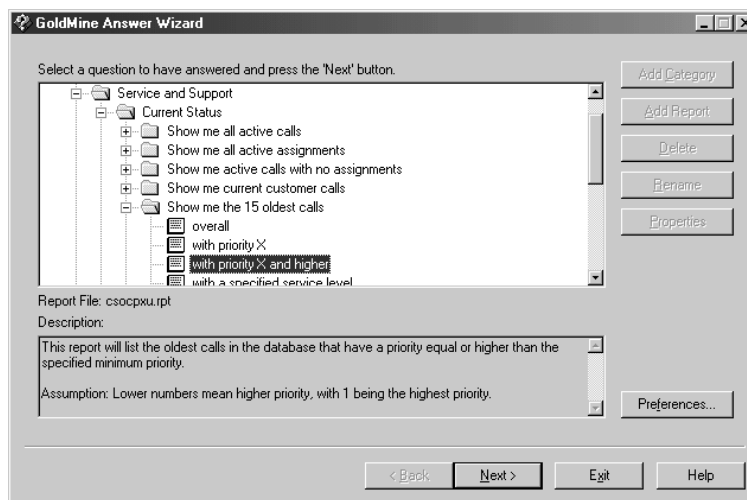 GoldMine Answer Wizard
Select a question to have answered and press the 'Next' button.
Service and Support
Current Status
Show me all active calls
Show me all active assignments
Show me active calls with no assignments
Show me current customer calls
Show me the 15 oldest calls
overall
with priority X
with priority X and higher
with a specified service level
Add Category
Add Report
Delete
Rename
Properties
Report File: csocpxu.rpt
Description:
This report will list the oldest calls in the database that have a priority equal or higher than the
specified minimum priority.
Assumption: Lower numbers mean higher priority, with 1 being the highest priority.
Preferences...
< Back
Next >
Exit
Help